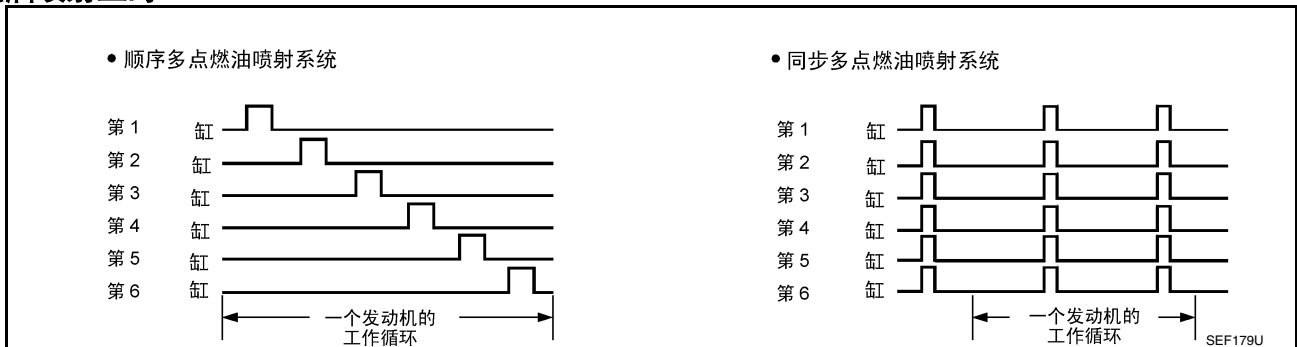 • 顺序多点燃油喷射系统
第 1 缸
第 2 缸
第 3 缸
第 4 缸
第 5 缸
第 6 缸
一个发动机的
工作循环
• 同步多点燃油喷射系统
第 1 缸
第 2 缸
第 3 缸
第 4 缸
第 5 缸
第 6 缸
一个发动机的
工作循环
SEF179U